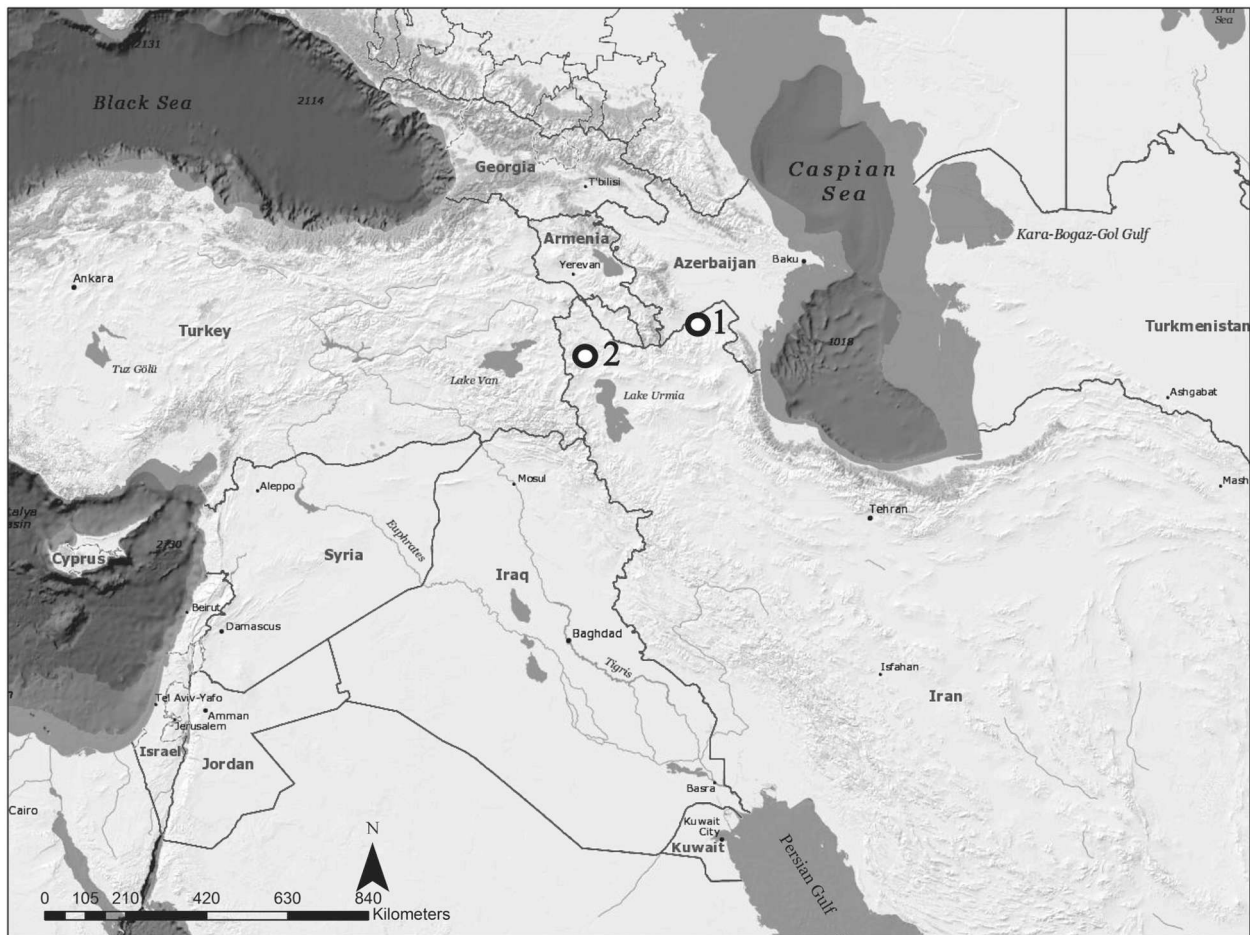 Aral
Sea
2131
Black Sea
2114
Georgia
T'bilisi
Caspian
Sea
Kara-Bogaz-Gol Gulf
Armenia
Yerevan
Azerbaijan
Baku
Ankara
Turkey
Tuz Gölü
Lake Van
1
2
Lake Urmia
1018
Turkmenistan
Ashgabat
Mash
Aleppo
Mosul
Tehran
2730
Cyprus
Syria
Euphrates
Iraq
Beirut
Damascus
Baghdad
Tigris
Isfahan
Iran
Tel Aviv-Yafo
Amman
Jerusalem
Israel
Jordan
Basra
Cairo
Kuwait
City
Kuwait
Persian Gulf
N
0 105 210 420 630 840
Kilometers